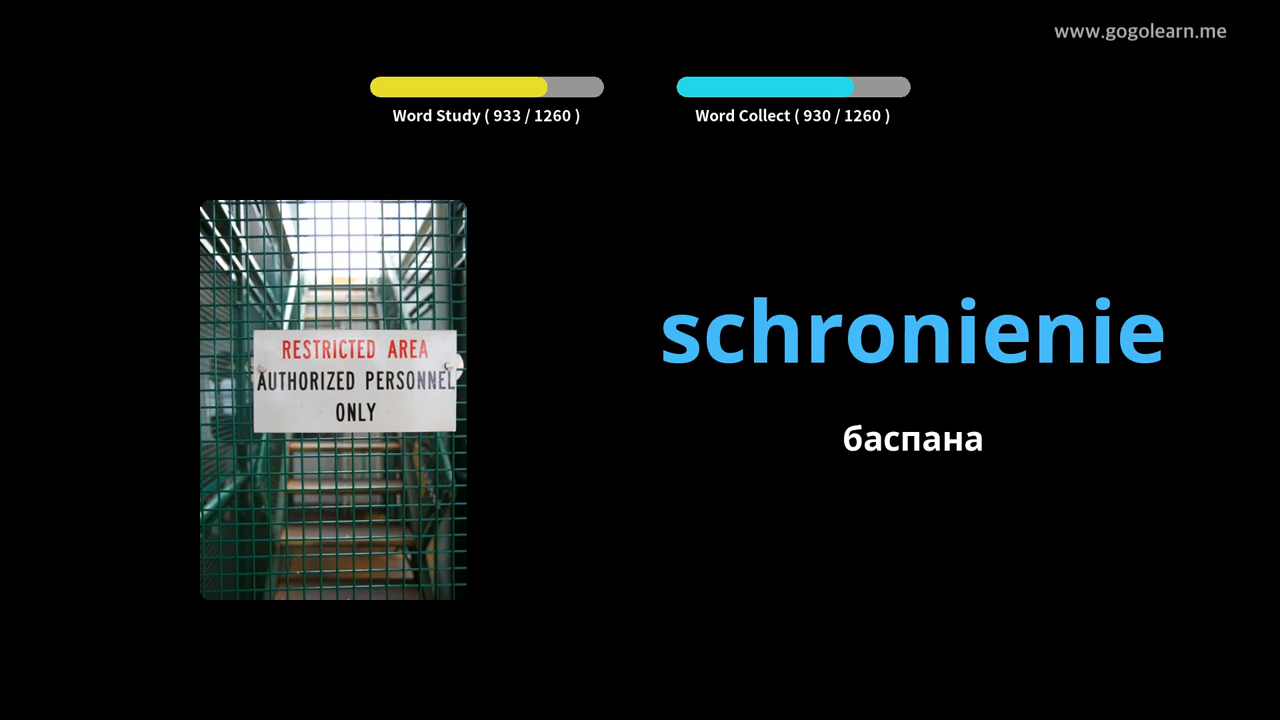 www.gogolearn.me
Word Study ( 933 / 1260 )
Word Collect ( 930 / 1260 )
RESTRICTED AREA
AUTHORIZED PERSONNEL
ONLY
schronienie
баспана